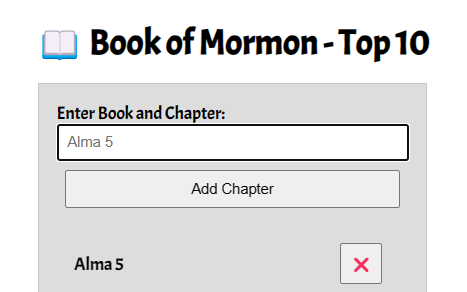 📖 Book of Mormon - Top 10
Enter Book and Chapter:
Alma 5
Add Chapter
Alma 5 ❌